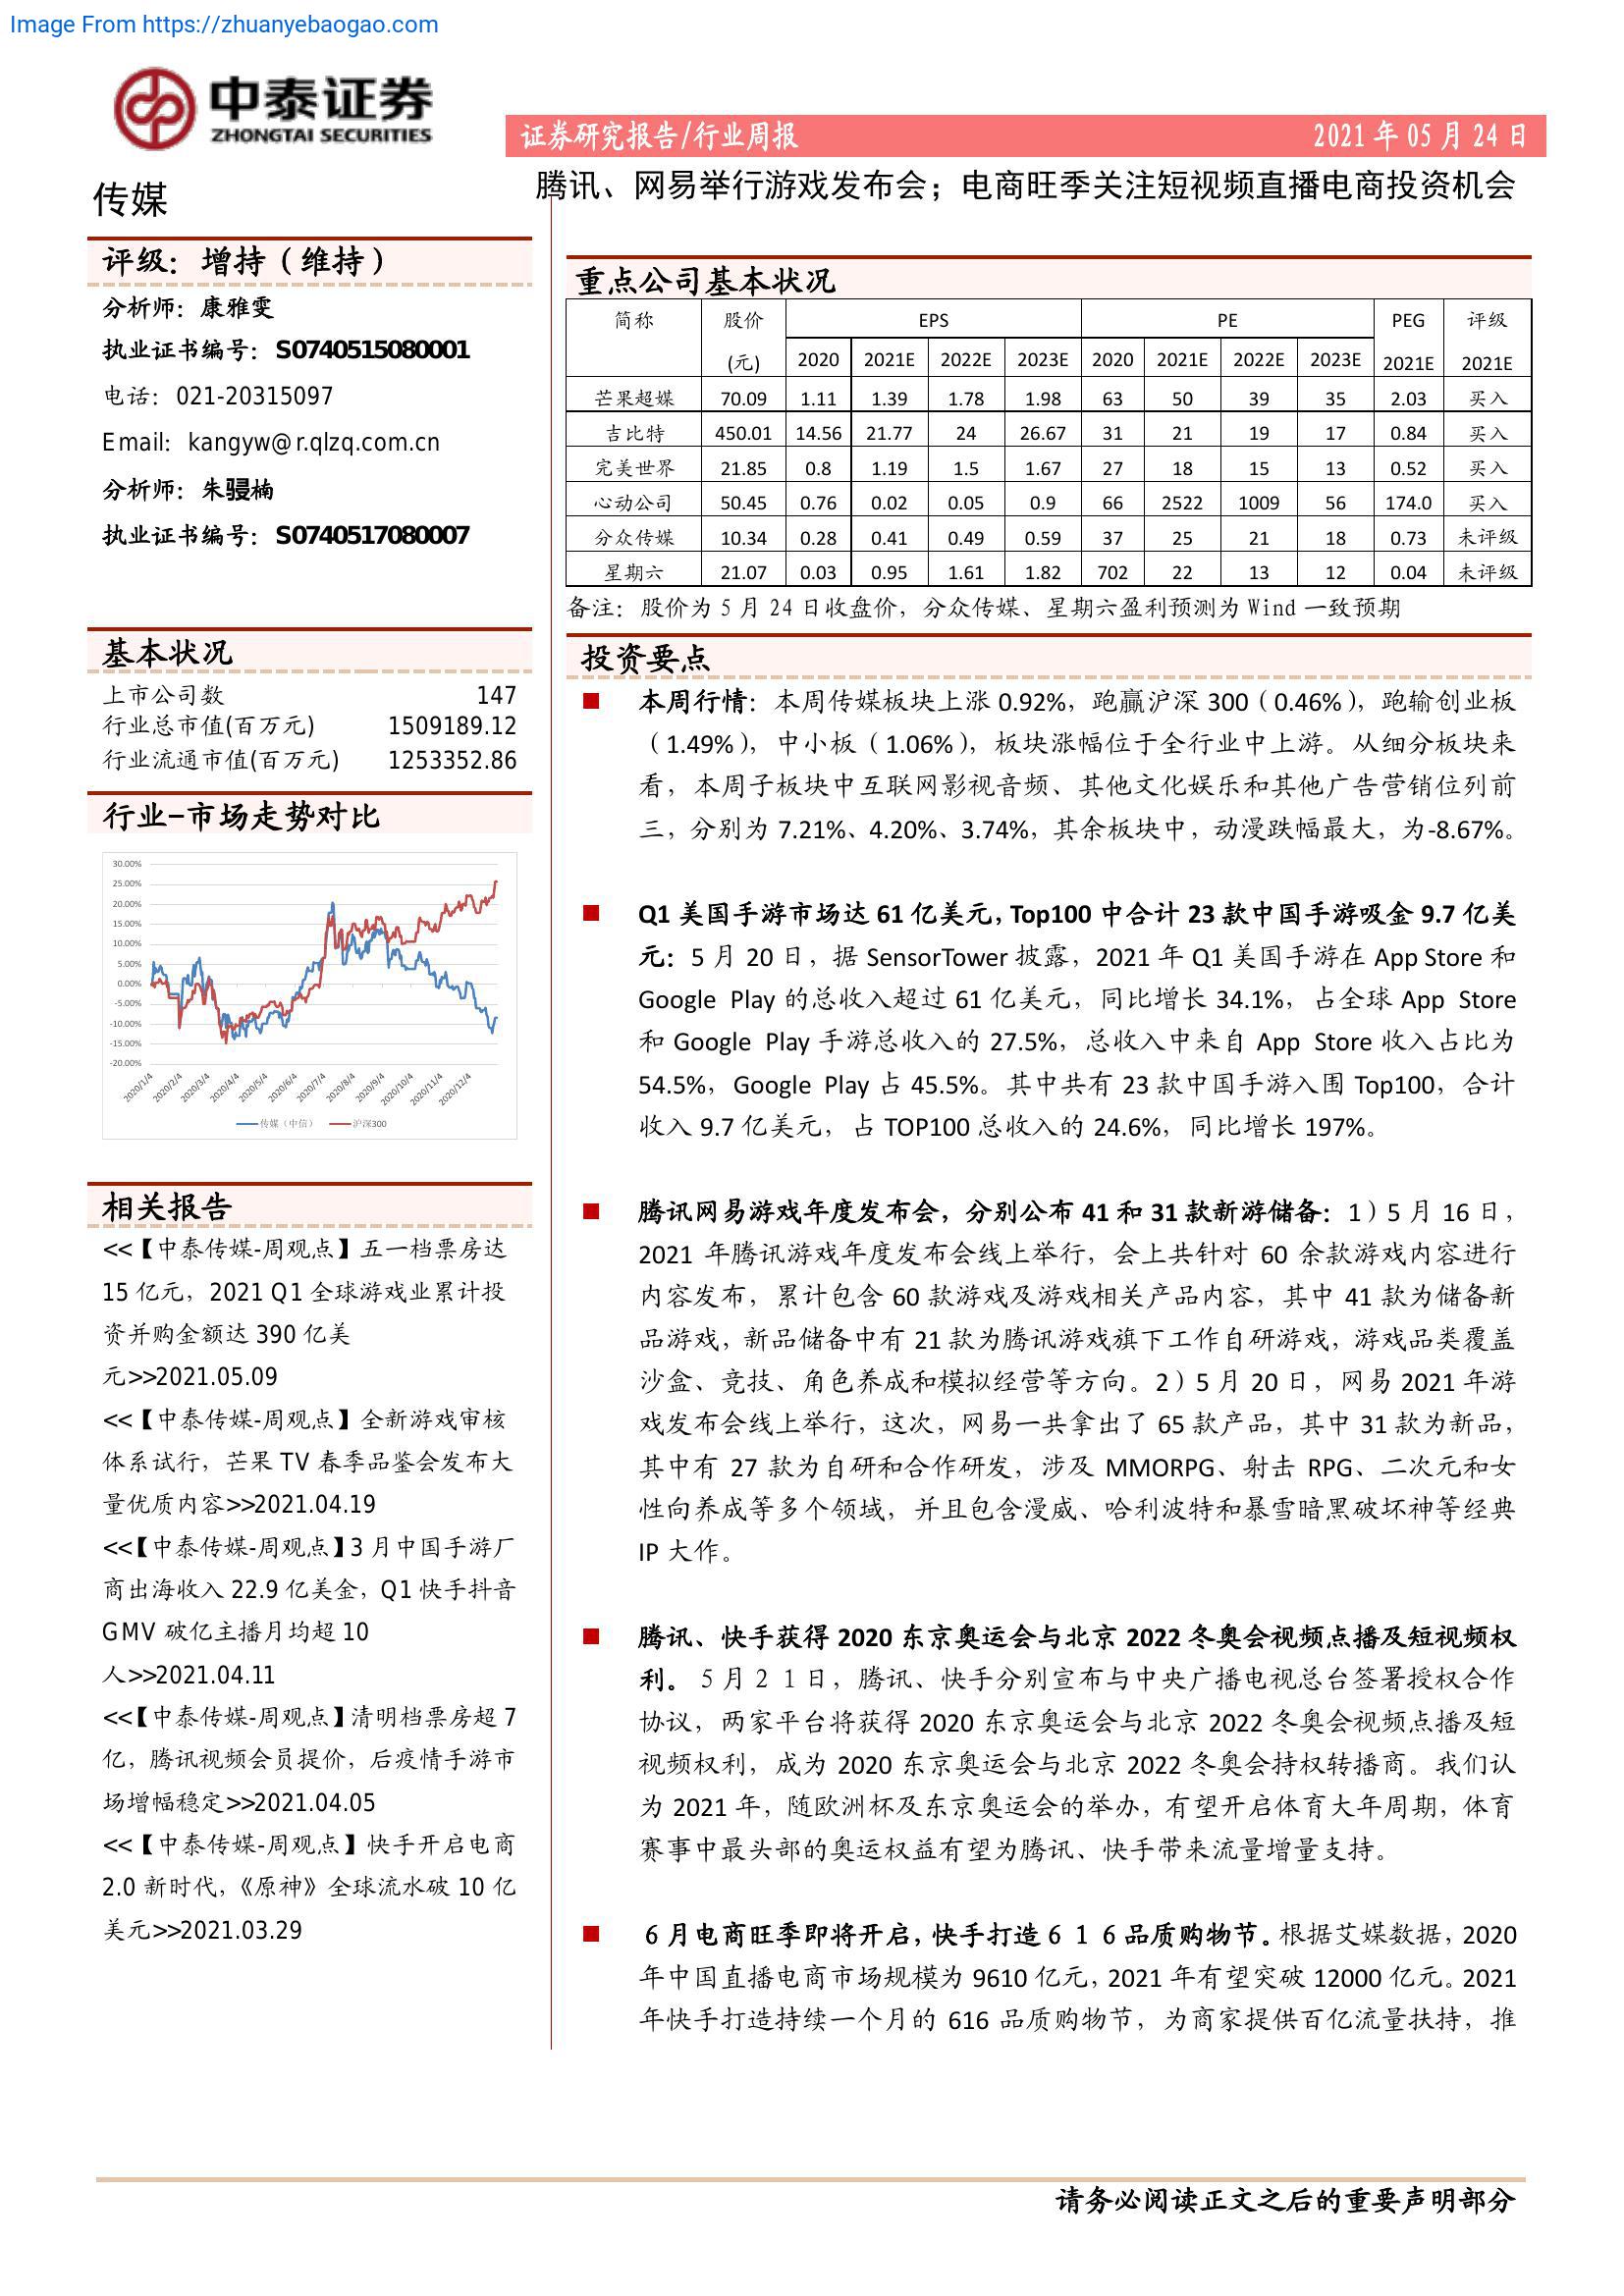 Image From https://zhuanyebaogao.com
中泰证券
ZHONGTAI SECURITIES
证券研究报告/行业周报 2021 年 05 月 24 日
传媒
腾讯、网易举行游戏发布会；电商旺季关注短视频直播电商投资机会
评级：增持（维持）
分析师：康雅雯
执业证书编号：S0740515080001
电话：021-20315097
Email：kangyw@r.qlzq.com.cn
分析师：朱骎楠
执业证书编号：S0740517080007
基本状况
上市公司数 147
行业总市值(百万元) 1509189.12
行业流通市值(百万元) 1253352.86
行业-市场走势对比
30.00%
25.00%
20.00%
15.00%
10.00%
5.00%
0.00%
-5.00%
-10.00%
-15.00%
-20.00%
2020/1/4 2020/2/4 2020/3/4 2020/4/4 2020/5/4 2020/6/4 2020/7/4 2020/8/4 2020/9/4 2020/10/4 2020/11/4 2020/12/4
传媒（中信） 沪深300
相关报告
<<【中泰传媒-周观点】五一档票房达
15 亿元，2021 Q1 全球游戏业累计投
资并购金额达 390 亿美
元>>2021.05.09
<<【中泰传媒-周观点】全新游戏审核
体系试行，芒果 TV 春季品鉴会发布大
量优质内容>>2021.04.19
<<【中泰传媒-周观点】3 月中国手游厂
商出海收入 22.9 亿美金，Q1 快手抖音
GMV 破亿主播月均超 10
人>>2021.04.11
<<【中泰传媒-周观点】清明档票房超 7
亿，腾讯视频会员提价，后疫情手游市
场增幅稳定>>2021.04.05
<<【中泰传媒-周观点】快手开启电商
2.0 新时代，《原神》全球流水破 10 亿
美元>>2021.03.29
重点公司基本状况
简称 股价 EPS PE PEG 评级
(元) 2020 2021E 2022E 2023E 2020 2021E 2022E 2023E 2021E 2021E
芒果超媒 70.09 1.11 1.39 1.78 1.98 63 50 39 35 2.03 买入
吉比特 450.01 14.56 21.77 24 26.67 31 21 19 17 0.84 买入
完美世界 21.85 0.8 1.19 1.5 1.67 27 18 15 13 0.52 买入
心动公司 50.45 0.76 0.02 0.05 0.9 66 2522 1009 56 174.0 买入
分众传媒 10.34 0.28 0.41 0.49 0.59 37 25 21 18 0.73 未评级
星期六 21.07 0.03 0.95 1.61 1.82 702 22 13 12 0.04 未评级
备注：股价为 5 月 24 日收盘价，分众传媒、星期六盈利预测为 Wind 一致预期
投资要点
本周行情：本周传媒板块上涨 0.92%，跑赢沪深 300（0.46%），跑输创业板
（1.49%），中小板（1.06%），板块涨幅位于全行业中上游。从细分板块来
看，本周子板块中互联网影视音频、其他文化娱乐和其他广告营销位列前
三，分别为 7.21%、4.20%、3.74%，其余板块中，动漫跌幅最大，为-8.67%。
Q1 美国手游市场达 61 亿美元，Top100 中合计 23 款中国手游吸金 9.7 亿美
元：5 月 20 日，据 SensorTower 披露，2021 年 Q1 美国手游在 App Store 和
Google Play 的总收入超过 61 亿美元，同比增长 34.1%，占全球 App Store
和 Google Play 手游总收入的 27.5%，总收入中来自 App Store 收入占比为
54.5%，Google Play 占 45.5%。其中共有 23 款中国手游入围 Top100，合计
收入 9.7 亿美元，占 TOP100 总收入的 24.6%，同比增长 197%。
腾讯网易游戏年度发布会，分别公布 41 和 31 款新游储备：1）5 月 16 日，
2021 年腾讯游戏年度发布会线上举行，会上共针对 60 余款游戏内容进行
内容发布，累计包含 60 款游戏及游戏相关产品内容，其中 41 款为储备新
品游戏，新品储备中有 21 款为腾讯游戏旗下工作自研游戏，游戏品类覆盖
沙盒、竞技、角色养成和模拟经营等方向。2）5 月 20 日，网易 2021 年游
戏发布会线上举行，这次，网易一共拿出了 65 款产品，其中 31 款为新品，
其中有 27 款为自研和合作研发，涉及 MMORPG、射击 RPG、二次元和女
性向养成等多个领域，并且包含漫威、哈利波特和暴雪暗黑破坏神等经典
IP 大作。
腾讯、快手获得 2020 东京奥运会与北京 2022 冬奥会视频点播及短视频权
利。 5 月２１日，腾讯、快手分别宣布与中央广播电视总台签署授权合作
协议，两家平台将获得 2020 东京奥运会与北京 2022 冬奥会视频点播及短
视频权利，成为 2020 东京奥运会与北京 2022 冬奥会持权转播商。我们认
为 2021 年，随欧洲杯及东京奥运会的举办，有望开启体育大年周期，体育
赛事中最头部的奥运权益有望为腾讯、快手带来流量增量支持。
６月电商旺季即将开启，快手打造６１６品质购物节。根据艾媒数据，2020
年中国直播电商市场规模为 9610 亿元，2021 年有望突破 12000 亿元。2021
年快手打造持续一个月的 616 品质购物节，为商家提供百亿流量扶持，推
请务必阅读正文之后的重要声明部分